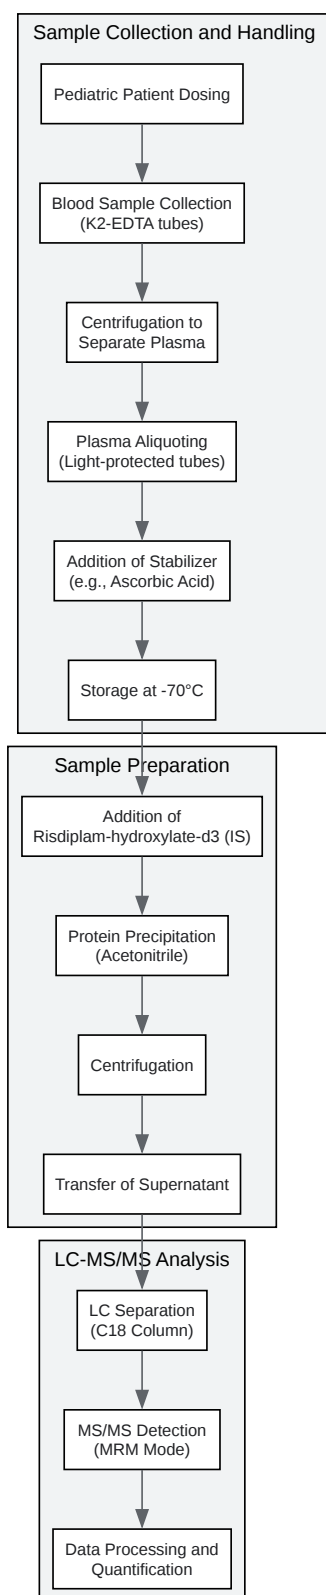 Sample Collection and Handling
Pediatric Patient Dosing
Blood Sample Collection
(K2-EDTA tubes)
Centrifugation to
Separate Plasma
Plasma Aliquoting
(Light-protected tubes)
Addition of Stabilizer
(e.g., Ascorbic Acid)
Storage at -70°C
Sample Preparation
Addition of
Risdiplam-hydroxylate-d3 (IS)
Protein Precipitation
(Acetonitrile)
Centrifugation
Transfer of Supernatant
LC-MS/MS Analysis
LC Separation
(C18 Column)
MS/MS Detection
(MRM Mode)
Data Processing and
Quantification